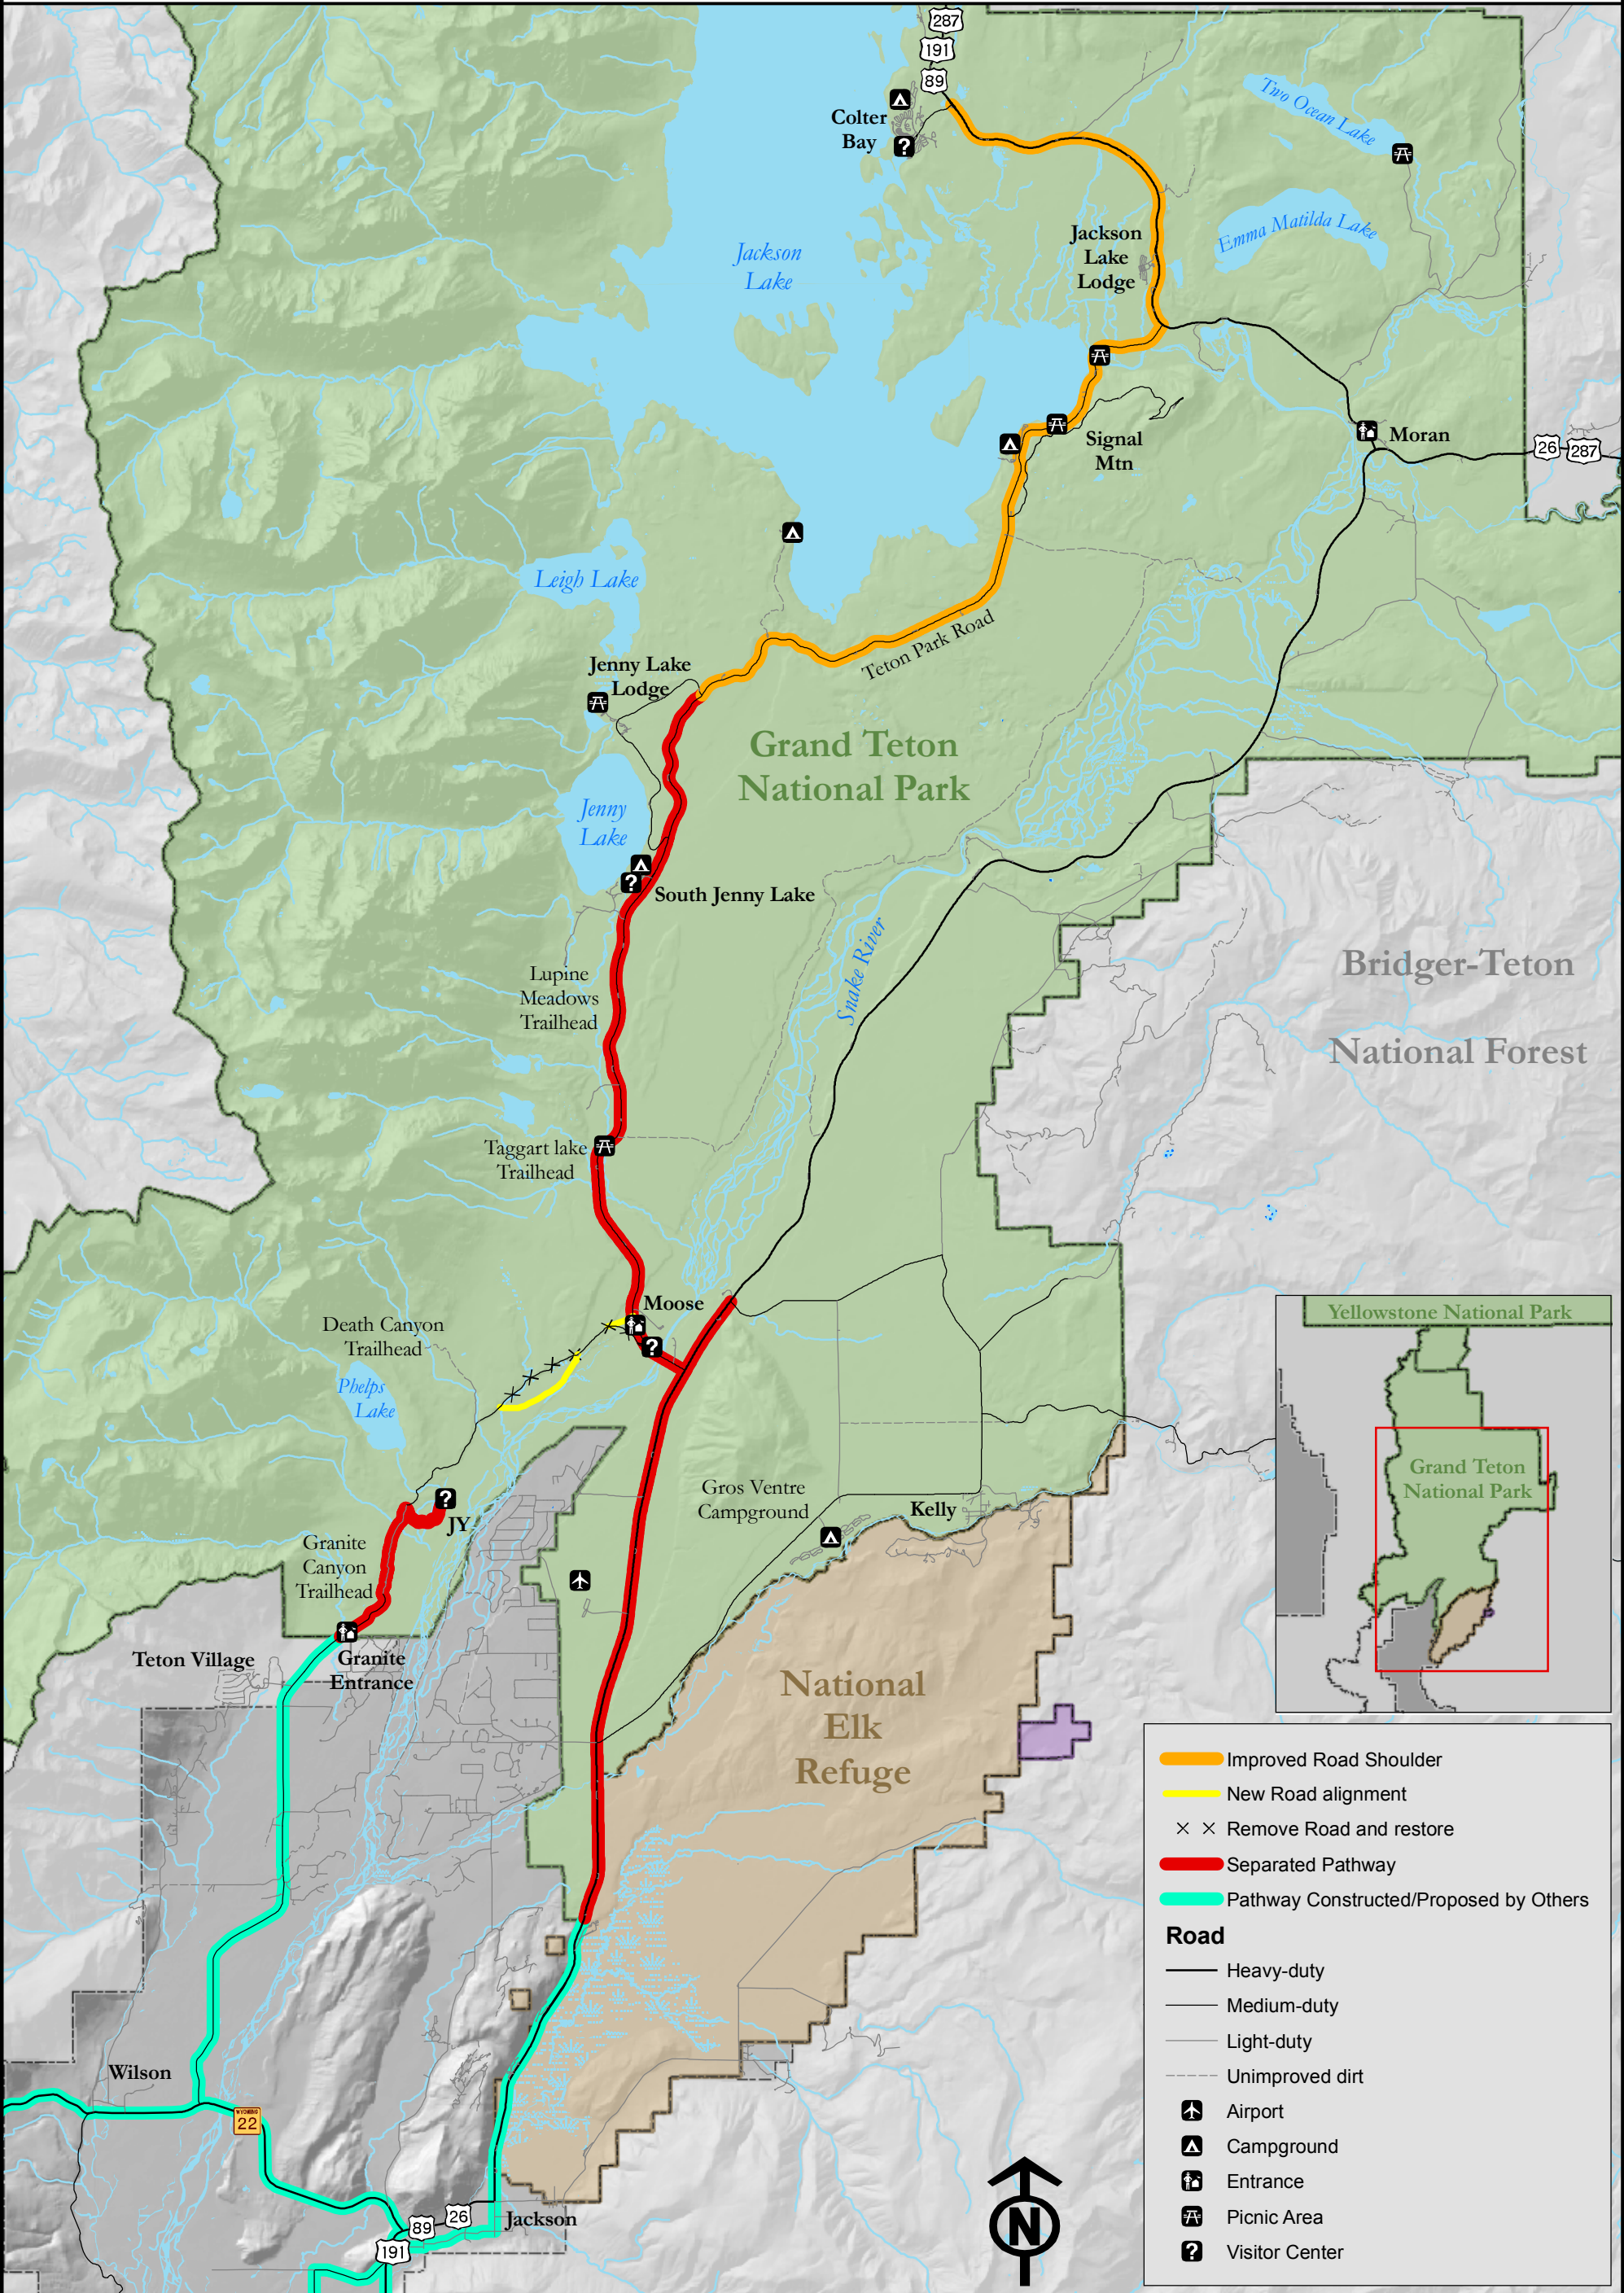 287
191
89
Colter
Bay
Two Ocean Lake
Emma Matilda Lake
Jackson
Lake
Lodge
Jackson
Lake
Signal
Mtn
Moran
26
287
Leigh Lake
Teton Park Road
Jenny Lake
Lodge
Grand Teton
National Park
Jenny
Lake
South Jenny Lake
Snake River
Bridger-Teton
National Forest
Lupine
Meadows
Trailhead
Taggart lake
Trailhead
Moose
Death Canyon
Trailhead
Phelps
Lake
Gros Ventre
Campground
Kelly
JY
Granite
Canyon
Trailhead
Teton Village
Granite
Entrance
National
Elk
Refuge
Wilson
WYOMING
22
89
26
191
Jackson
N
Yellowstone National Park
Grand Teton
National Park
Improved Road Shoulder
New Road alignment
Remove Road and restore
Separated Pathway
Pathway Constructed/Proposed by Others
Road
Heavy-duty
Medium-duty
Light-duty
Unimproved dirt
Airport
Campground
Entrance
Picnic Area
Visitor Center